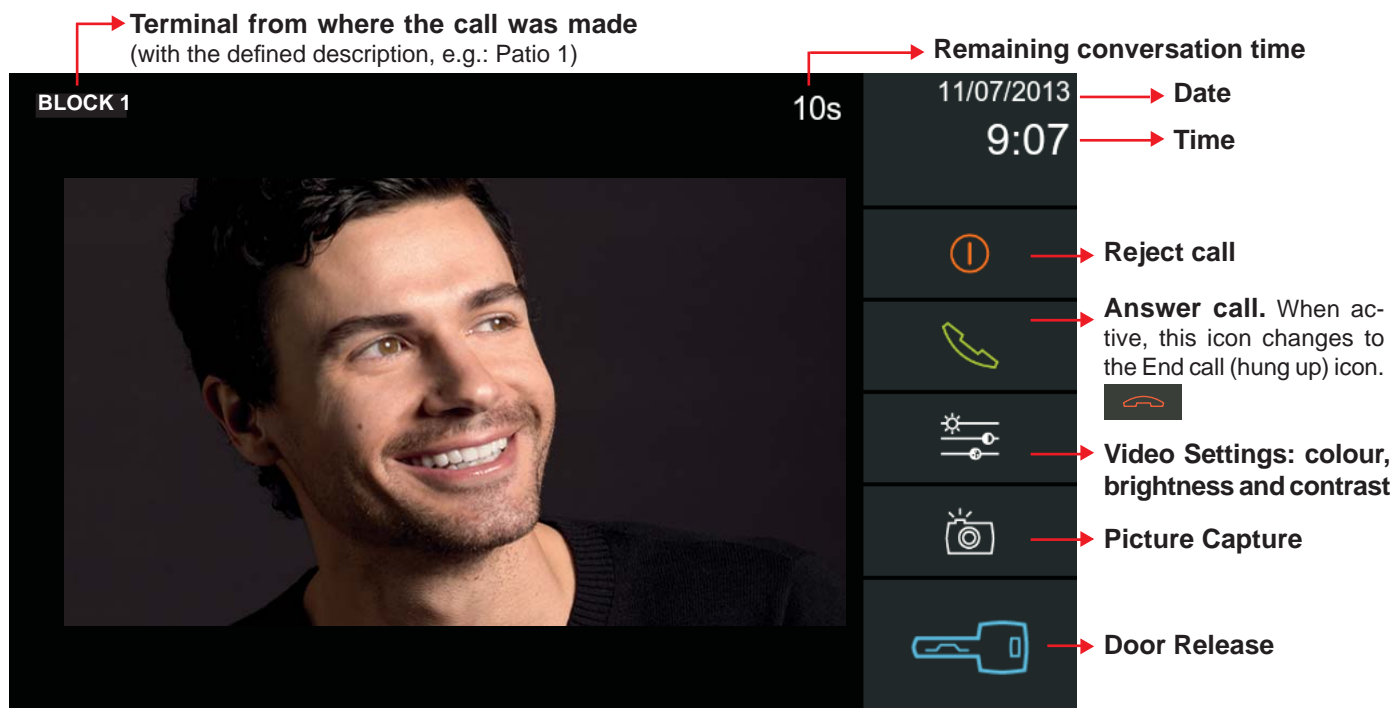 Terminal from where the call was made
(with the defined description, e.g.: Patio 1)
Remaining conversation time
BLOCK 1
10s
11/07/2013
Date
9:07
Time
Reject call
Answer call. When ac-
tive, this icon changes to
the End call (hung up) icon.
Video Settings: colour,
brightness and contrast
Picture Capture
Door Release